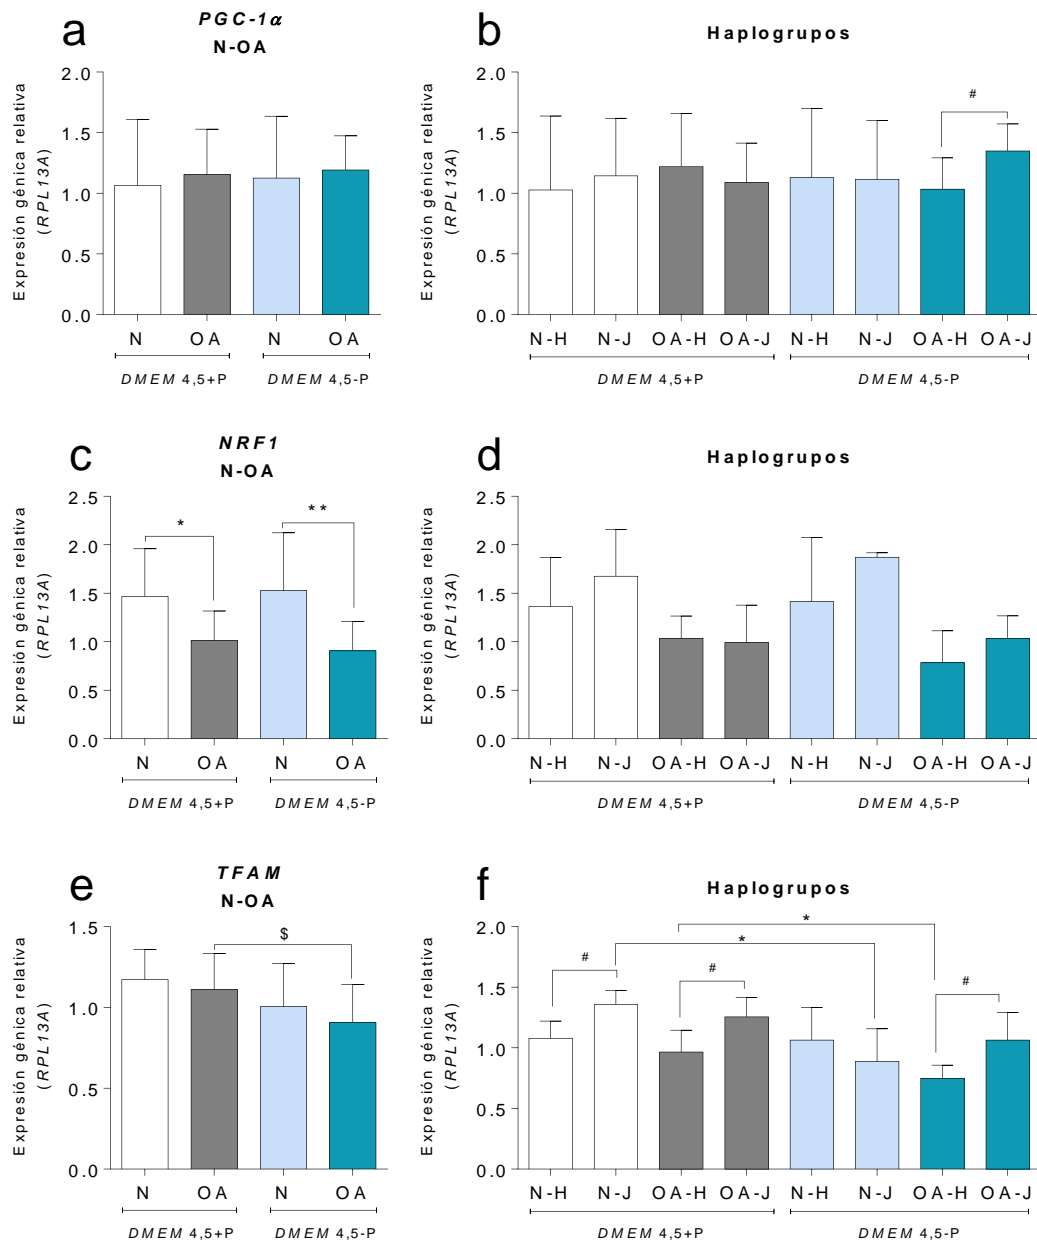 a
PGC-1α
N-OA
Expresión génica relativa
(RPL13A)
2.0
1.5
1.0
0.5
0.0
N OA N OA
DMEM 4,5+P DMEM 4,5-P
b
Haplogrupos
Expresión génica relativa
(RPL13A)
2.0
1.5
1.0
0.5
0.0
#
N-H N-J OA-H OA-J N-H N-J OA-H OA-J
DMEM 4,5+P DMEM 4,5-P
c
NRF1
N-OA
Expresión génica relativa
(RPL13A)
2.5
2.0
1.5
1.0
0.5
0.0
* **
N OA N OA
DMEM 4,5+P DMEM 4,5-P
d
Haplogrupos
Expresión génica relativa
(RPL13A)
2.5
2.0
1.5
1.0
0.5
0.0
N-H N-J OA-H OA-J N-H N-J OA-H OA-J
DMEM 4,5+P DMEM 4,5-P
e
TFAM
N-OA
Expresión génica relativa
(RPL13A)
1.5
1.0
0.5
0.0
$
N OA N OA
DMEM 4,5+P DMEM 4,5-P
f
Haplogrupos
Expresión génica relativa
(RPL13A)
2.0
1.5
1.0
0.5
0.0
*
*
# # #
N-H N-J OA-H OA-J N-H N-J OA-H OA-J
DMEM 4,5+P DMEM 4,5-P